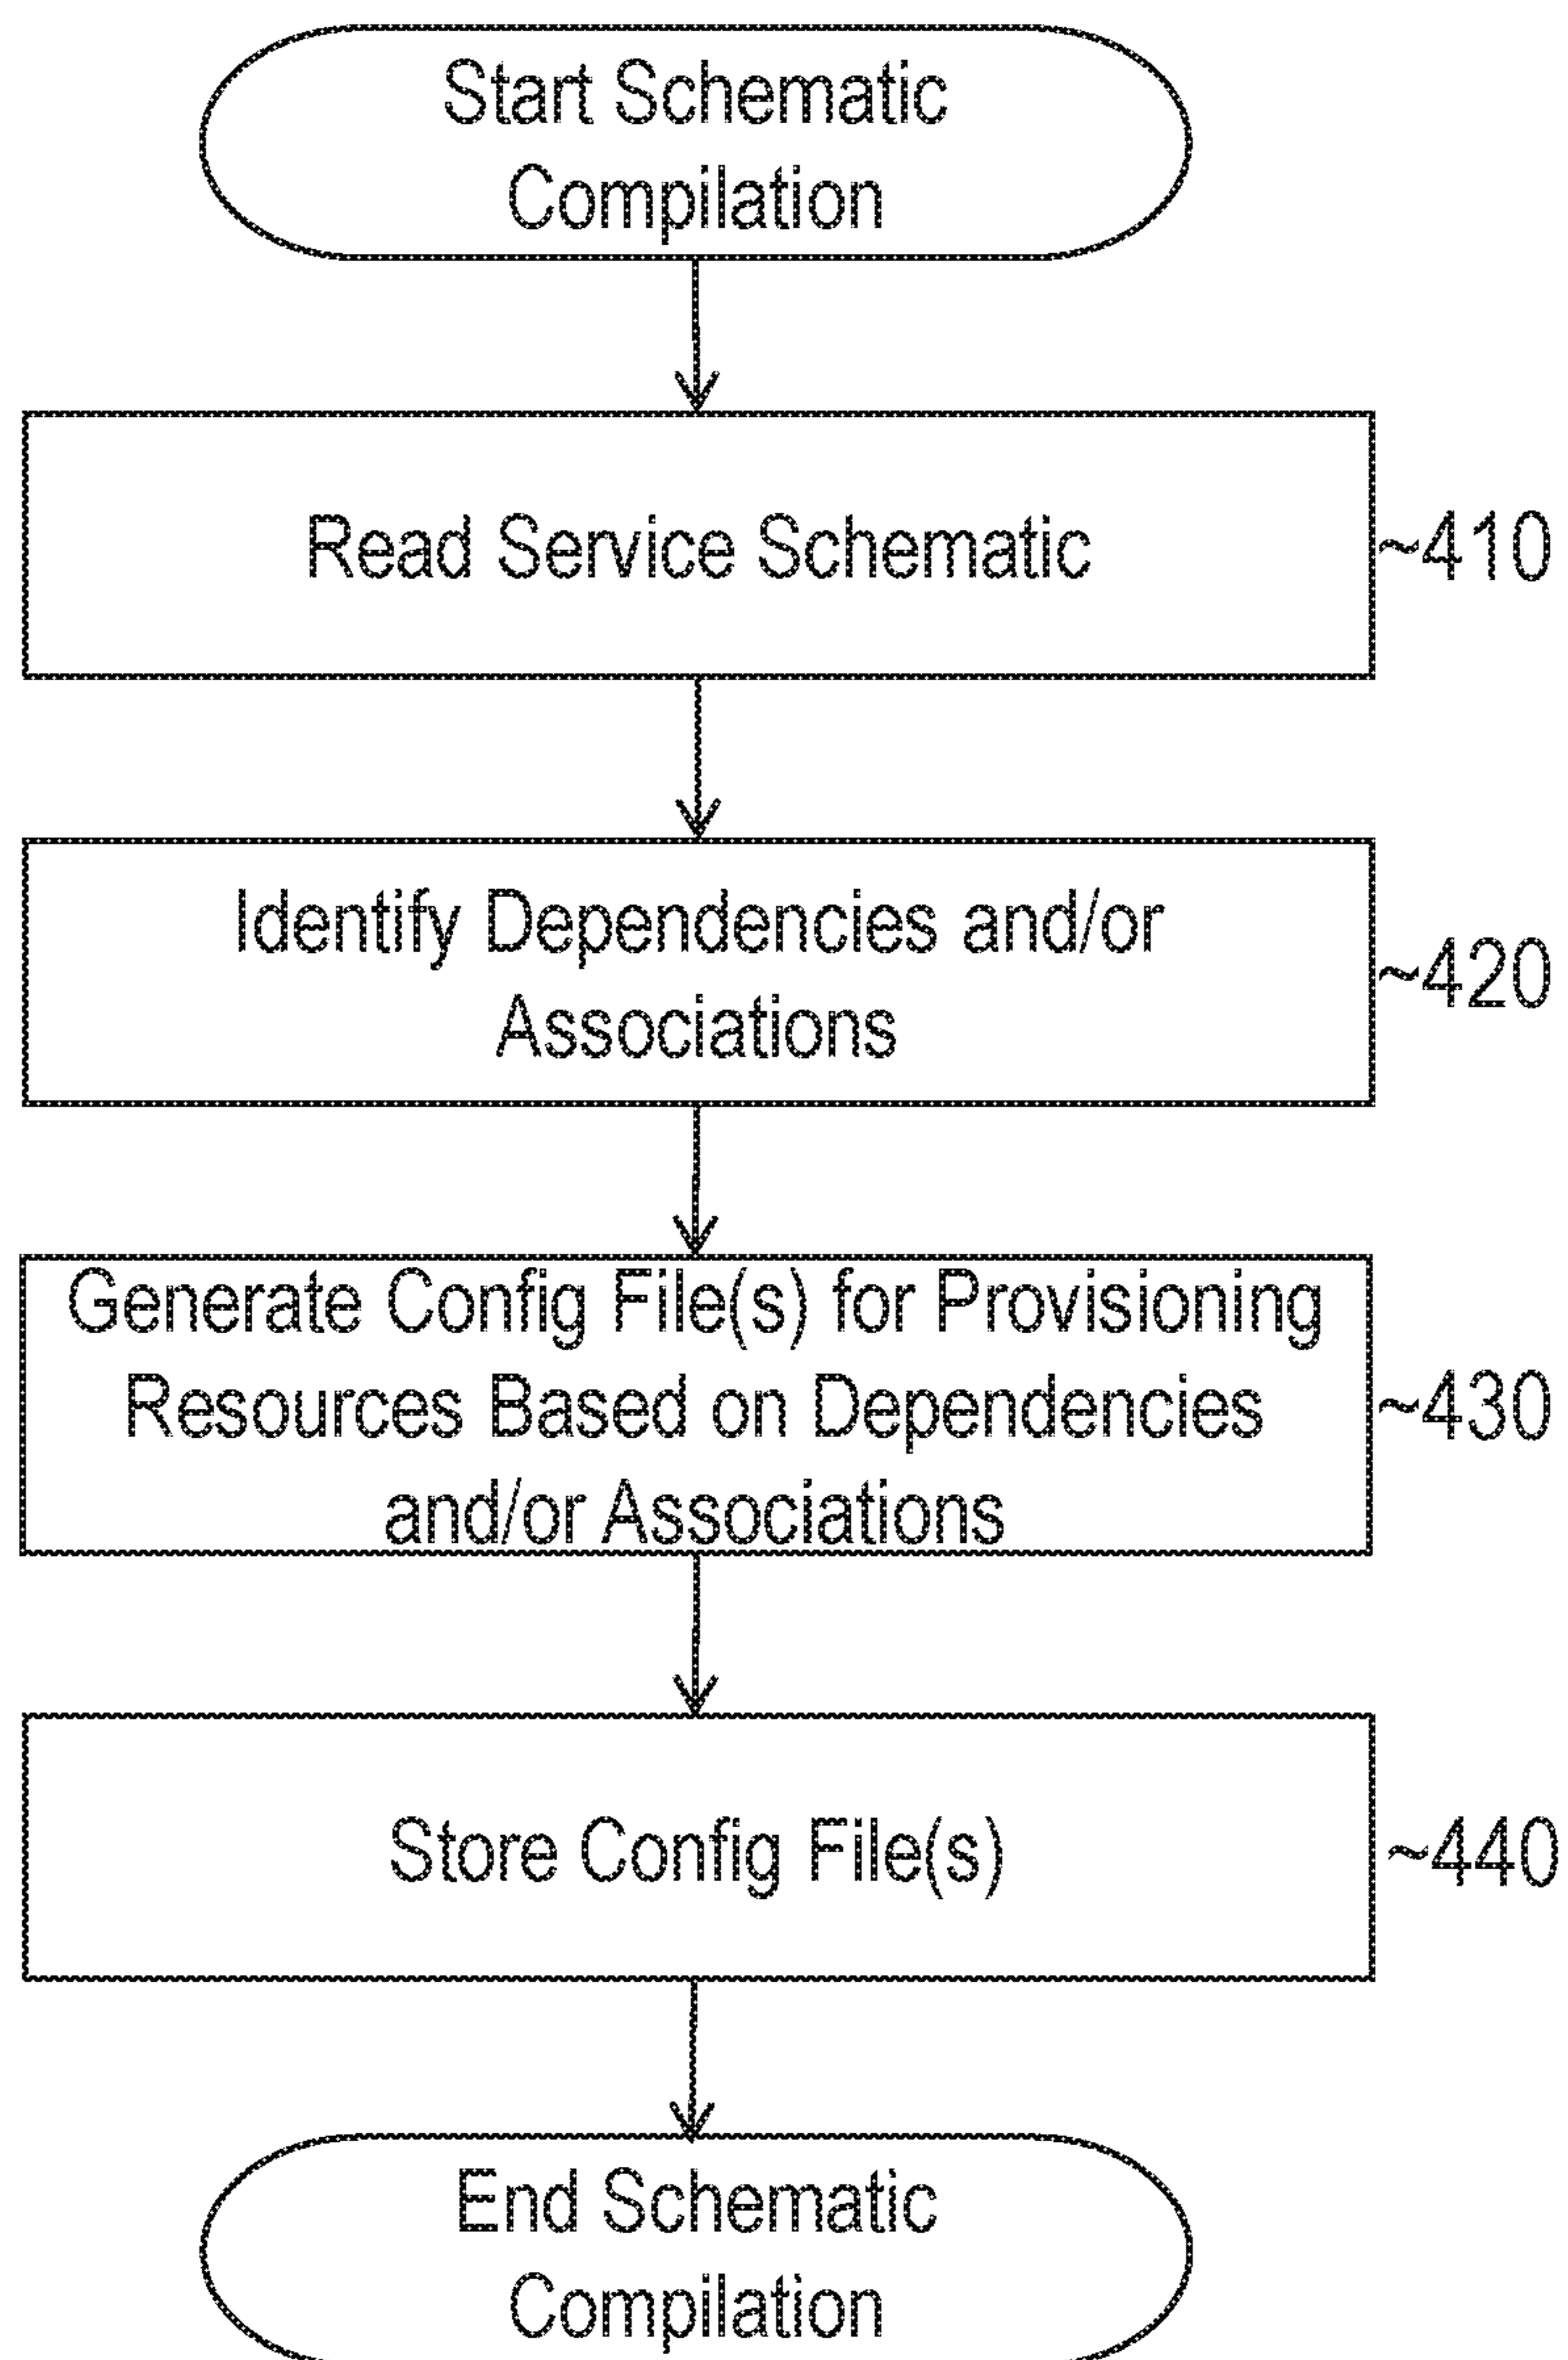 Start Schematic
Compilation
Read Service Schematic
~410
Identify Dependencies and/or
Associations
~420
Generate Config File(s) for Provisioning
Resources Based on Dependencies
and/or Associations
~430
Store Config File(s)
~440
End Schematic
Compilation